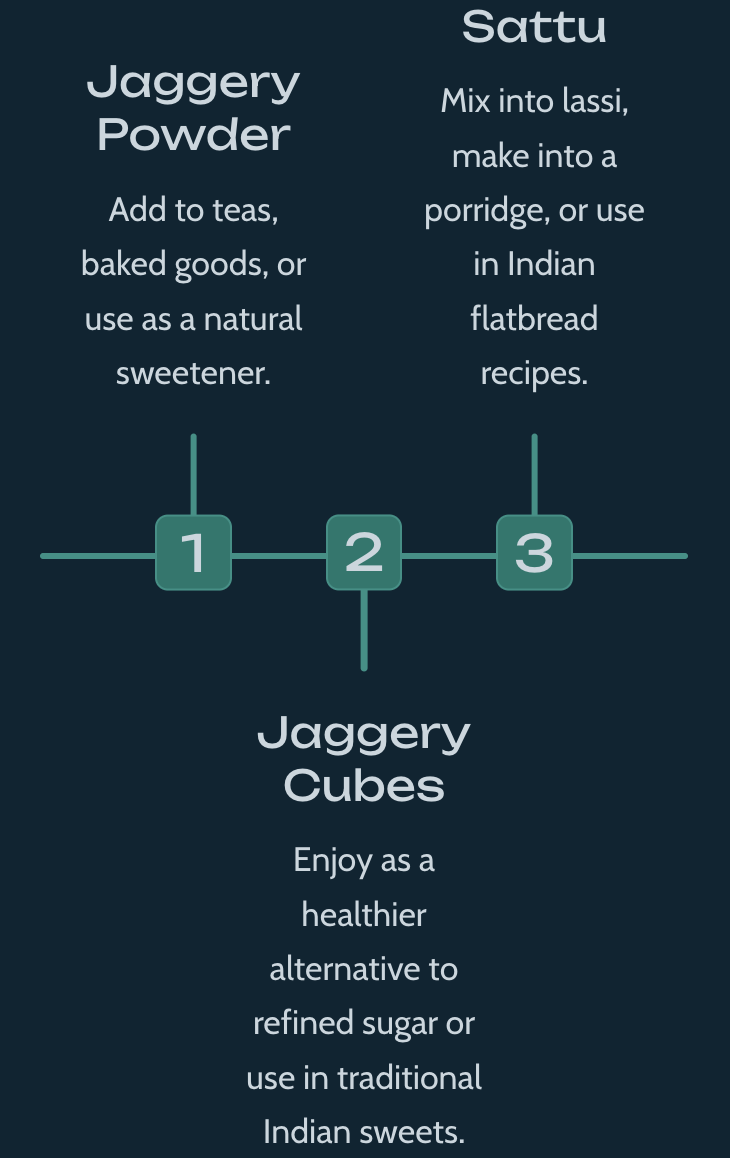 Jaggery
Powder
Add to teas,
baked goods, or
use as a natural
sweetener.
Sattu
Mix into lassi,
make into a
porridge, or use
in Indian
flatbread
recipes.
1
2
3
Jaggery
Cubes
Enjoy as a
healthier
alternative to
refined sugar or
use in traditional
Indian sweets.